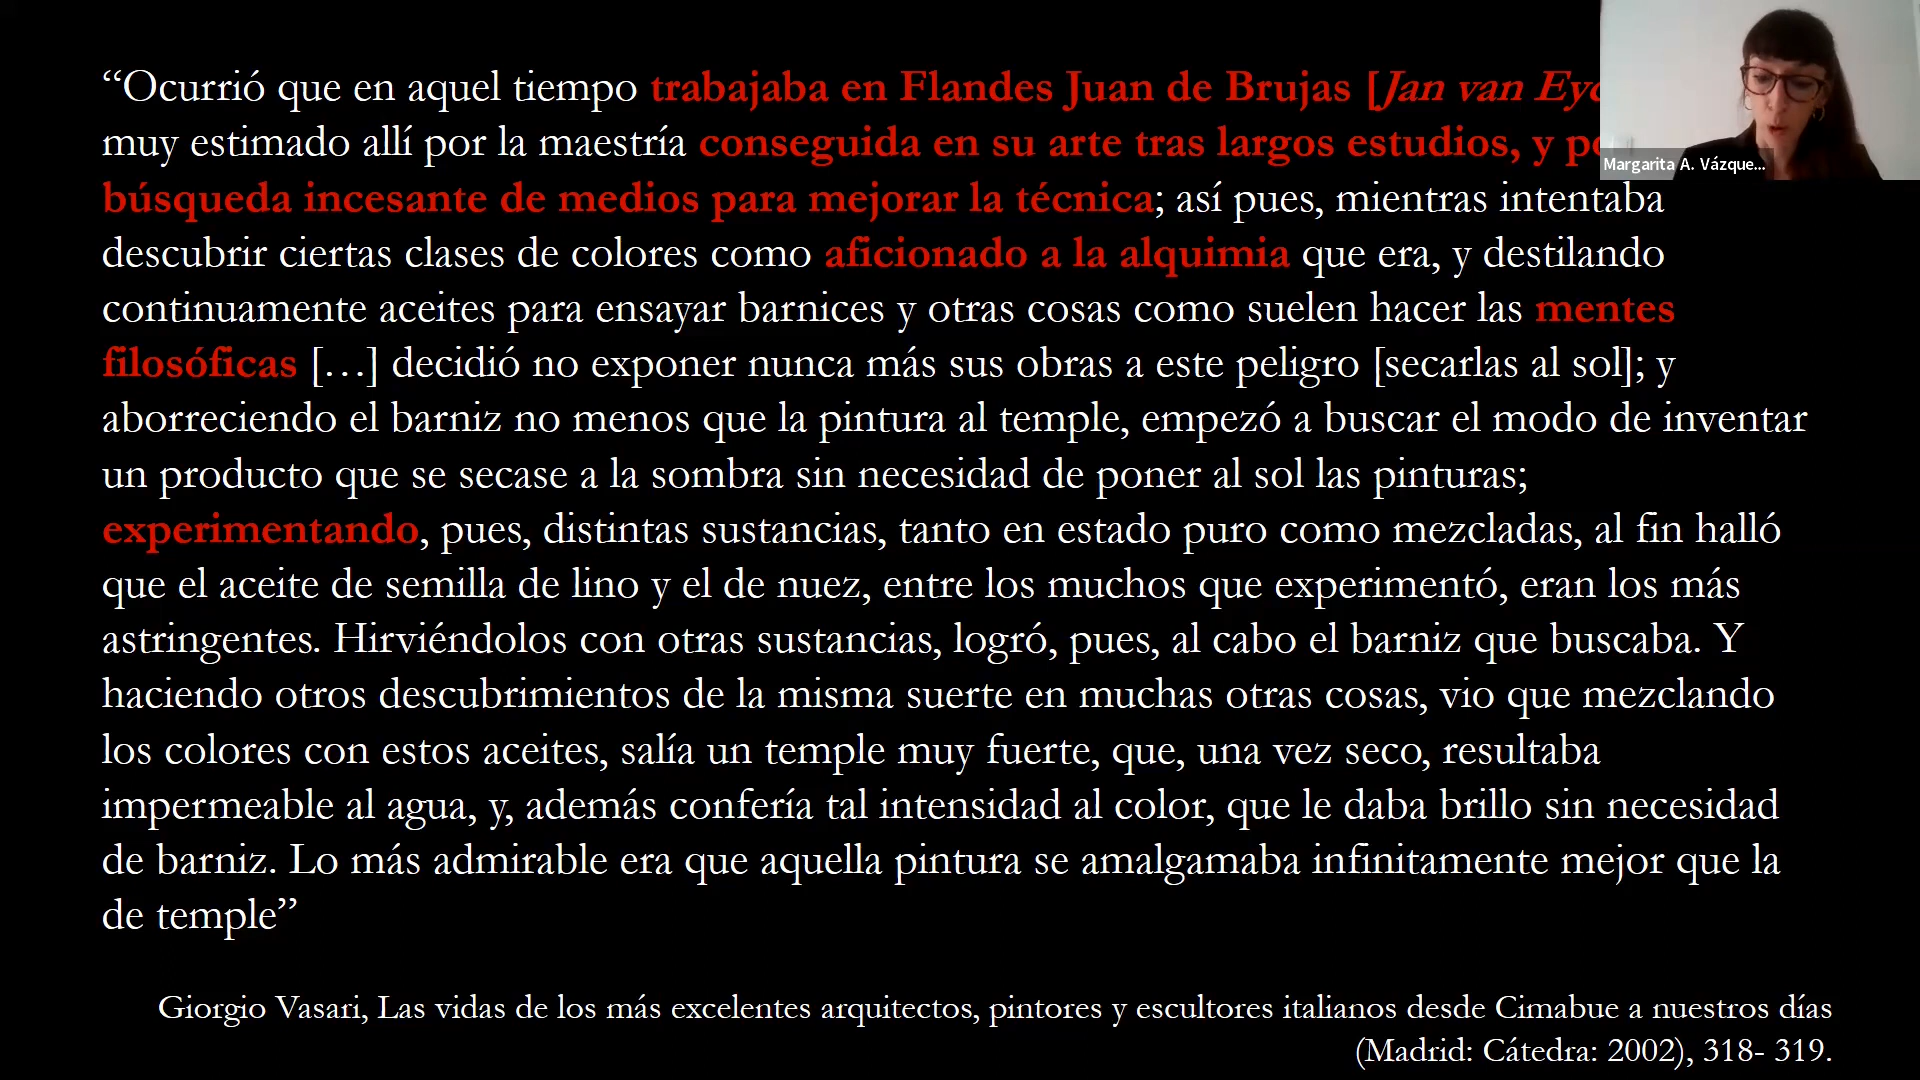 “Ocurrió que en aquel tiempo trabajaba en Flandes Juan de Brujas [Jan van Eyc
muy estimado allí por la maestría conseguida en su arte tras largos estudios, y
búsqueda incesante de medios para mejorar la técnica; así pues, mientras intentaba
descubrir ciertas clases de colores como aficionado a la alquimia que era, y destilando
continuamente aceites para ensayar barnices y otras cosas como suelen hacer las mentes
filosóficas […] decidió no exponer nunca más sus obras a este peligro [secarlas al sol]; y
aborreciendo el barniz no menos que la pintura al temple, empezó a buscar el modo de inventar
un producto que se secase a la sombra sin necesidad de poner al sol las pinturas;
experimentando, pues, distintas sustancias, tanto en estado puro como mezcladas, al fin halló
que el aceite de semilla de lino y el de nuez, entre los muchos que experimentó, eran los más
astringentes. Hirviéndolos con otras sustancias, logró, pues, al cabo el barniz que buscaba. Y
haciendo otros descubrimientos de la misma suerte en muchas otras cosas, vio que mezclando
los colores con estos aceites, salía un temple muy fuerte, que, una vez seco, resultaba
impermeable al agua, y, además confería tal intensidad al color, que le daba brillo sin necesidad
de barniz. Lo más admirable era que aquella pintura se amalgamaba infinitamente mejor que la
de temple”
Giorgio Vasari, Las vidas de los más excelentes arquitectos, pintores y escultores italianos desde Cimabue a nuestros días
(Madrid: Cátedra: 2002), 318- 319.
Margarita A. Vázque...